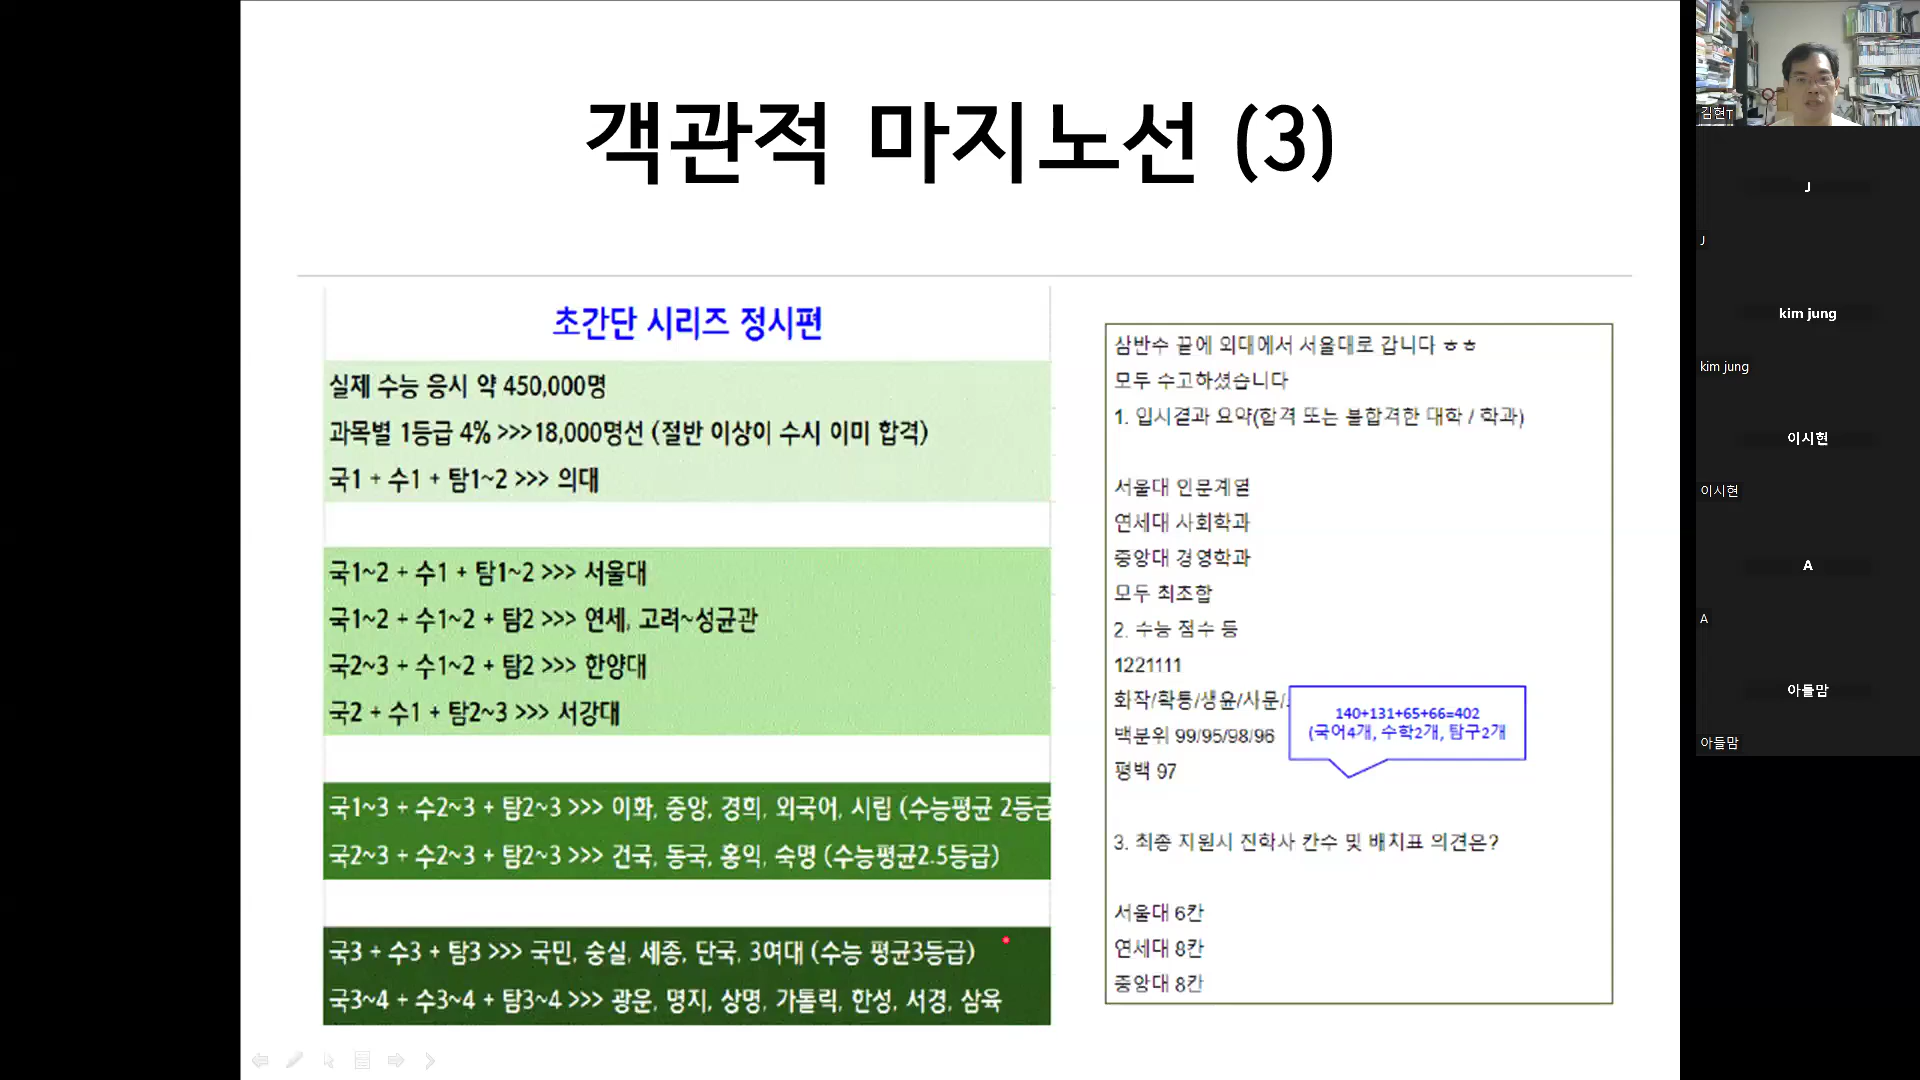 객관적 마지노선 (3)
초간단 시리즈 정시편
실제 수능 응시 약 450,000명
과목별 1등급 4% >>>18,000명선 (절반 이상이 수시 이미 합격)
국1 + 수1 + 탐1~2 >>> 의대
국1~2 + 수1 + 탐1~2 >>> 서울대
국1~2 + 수1~2 + 탐2 >>> 연세, 고려~성균관
국2~3 + 수1~2 + 탐2 >>> 한양대
국2 + 수1 + 탐2~3 >>> 서강대
국1~3 + 수2~3 + 탐2~3 >>> 이화, 중앙, 경희, 외국어, 시립 (수능평균 2등급
국2~3 + 수2~3 + 탐2~3 >>> 건국, 동국, 홍익, 숙명 (수능평균2.5등급)
국3 + 수3 + 탐3 >>> 국민, 숭실, 세종, 단국, 3여대 (수능 평균3등급)
국3~4 + 수3~4 + 탐3~4 >>> 광운, 명지, 상명, 가톨릭, 한성, 서경, 삼육
삼반수 끝에 외대에서 서울대로 갑니다 ㅎㅎ
모두 수고하셨습니다
1. 입시결과 요약(합격 또는 불합격한 대학 / 학과)
서울대 인문계열
연세대 사회학과
중앙대 경영학과
모두 최초합
2. 수능 점수 등
1221111
화작/확통/생윤/사문/
140+131+65+66=402
(국어4개, 수학2개, 탐구2개
백분위 99/95/98/96
평백 97
3. 최종 지원시 진학사 칸수 및 배치표 의견은?
서울대 6칸
연세대 8칸
중앙대 8칸
김현T
J
J
kim jung
kim jung
이시현
이시현
A
A
아들맘
아들맘